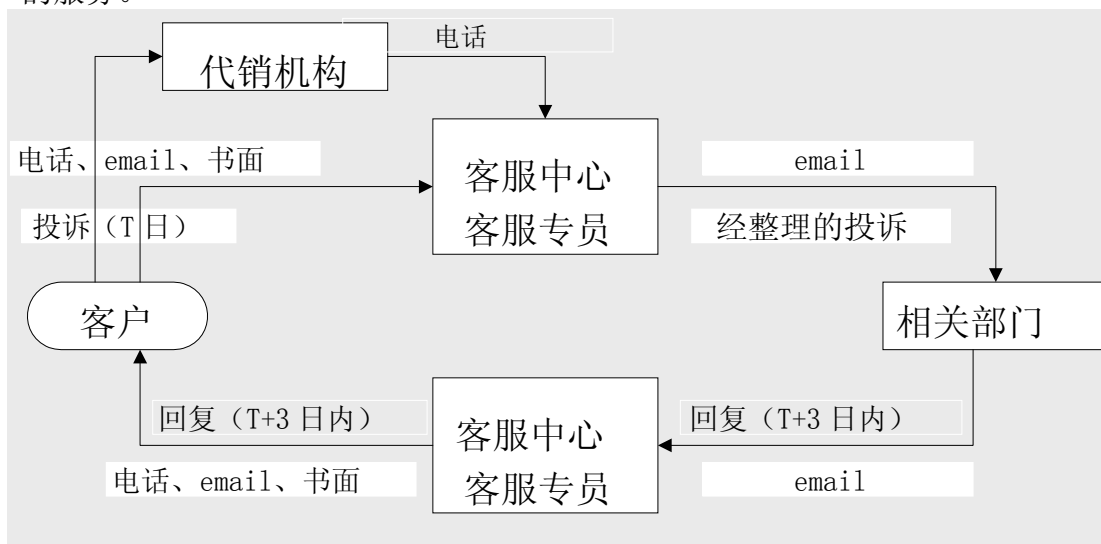 的服务。
电话
代销机构
电话、email、书面
客服中心
客服专员
email
投诉（T 日）
经整理的投诉
客户
相关部门
回复（T+3 日内）
客服中心
客服专员
回复（T+3 日内）
电话、email、书面
email